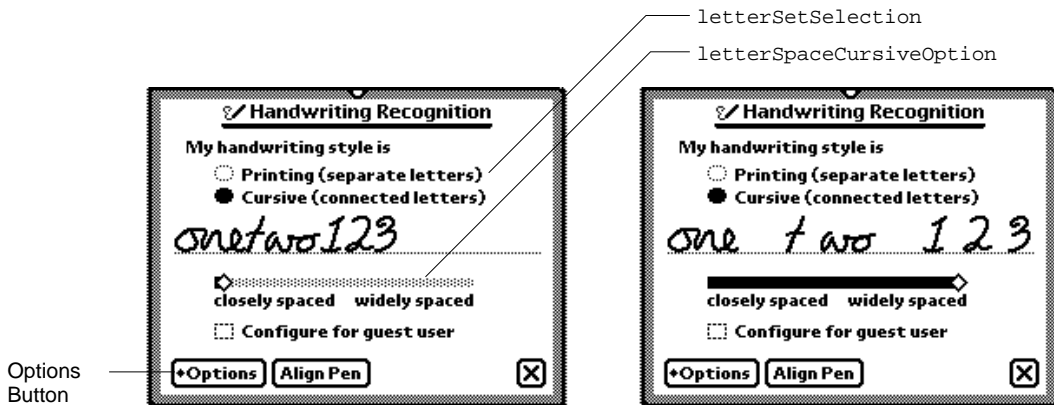 letterSetSelection
letterSpaceCursiveOption
Handwriting Recognition
My handwriting style is
Printing (separate letters)
Cursive (connected letters)
onetwo123
closely spaced widely spaced
Configure for guest user
Options Align Pen
Handwriting Recognition
My handwriting style is
Printing (separate letters)
Cursive (connected letters)
one two 123
closely spaced widely spaced
Configure for guest user
Options Align Pen
Options
Button